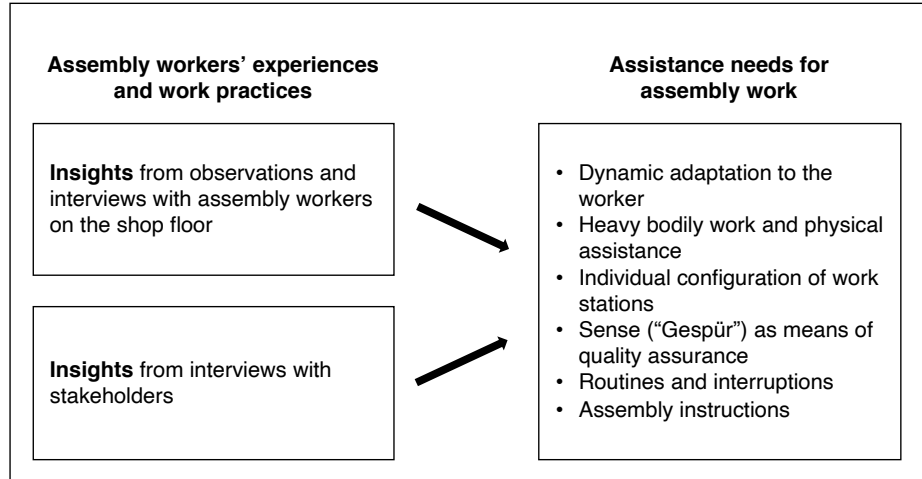 Assembly workers’ experiences
and work practices
Insights from observations and
interviews with assembly workers
on the shop floor
Insights from interviews with
stakeholders
Assistance needs for
assembly work
• Dynamic adaptation to the
worker
• Heavy bodily work and physical
assistance
• Individual configuration of work
stations
• Sense (“Gespür”) as means of
quality assurance
• Routines and interruptions
• Assembly instructions